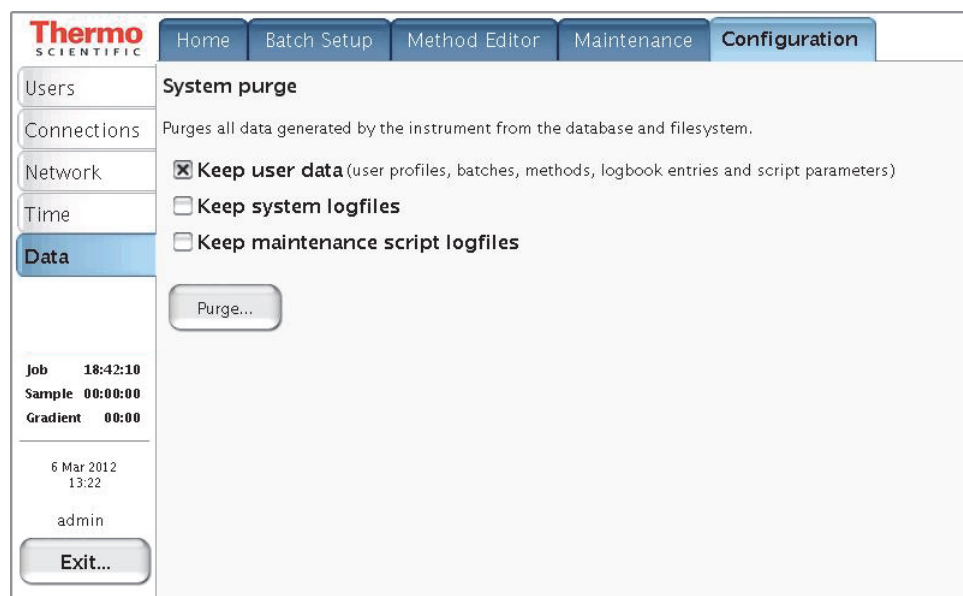 Thermo
SCIENTIFIC
Home
Batch Setup
Method Editor
Maintenance
Configuration
Users
Connections
Network
Time
Data
System purge
Purges all data generated by the instrument from the database and filesystem.
Keep user data (user profiles, batches, methods, logbook entries and script parameters)
Keep system logfiles
Keep maintenance script logfiles
Purge...
Job 18:42:10
Sample 00:00:00
Gradient 00:00
6 Mar 2012
13:22
admin
Exit...